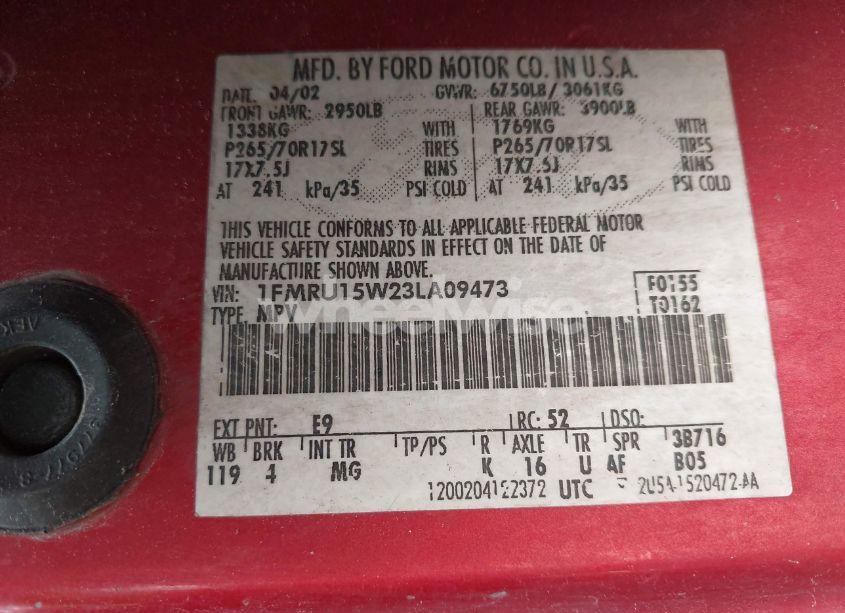 MFD. BY FORD MOTOR CO. IN U.S.A.
DATE: 04/02 GVWR: 6750LB / 3061KG
FRONT GAWR: 2950LB REAR GAWR: 3900LB
1338KG WITH 1769KG WITH
P265/70R17SL TIRES P265/70R17SL TIRES
17X7.5J RIMS 17X7.5J RIMS
AT 241 kPa/35 PSI COLD AT 241 kPa/35 PSI COLD
THIS VEHICLE CONFORMS TO ALL APPLICABLE FEDERAL MOTOR
VEHICLE SAFETY STANDARDS IN EFFECT ON THE DATE OF
MANUFACTURE SHOWN ABOVE.
VIN: 1FMRU15W23LA09473 F0155
TYPE MPV T0162
EXT PNT: E9 RC: 52 DSO:
WB BRK INT TR TP/PS R AXLE TR SPR 3B716
119 4 MG K 16 U AF B05
1200204122372 UTC 2U5A-1520472-AA